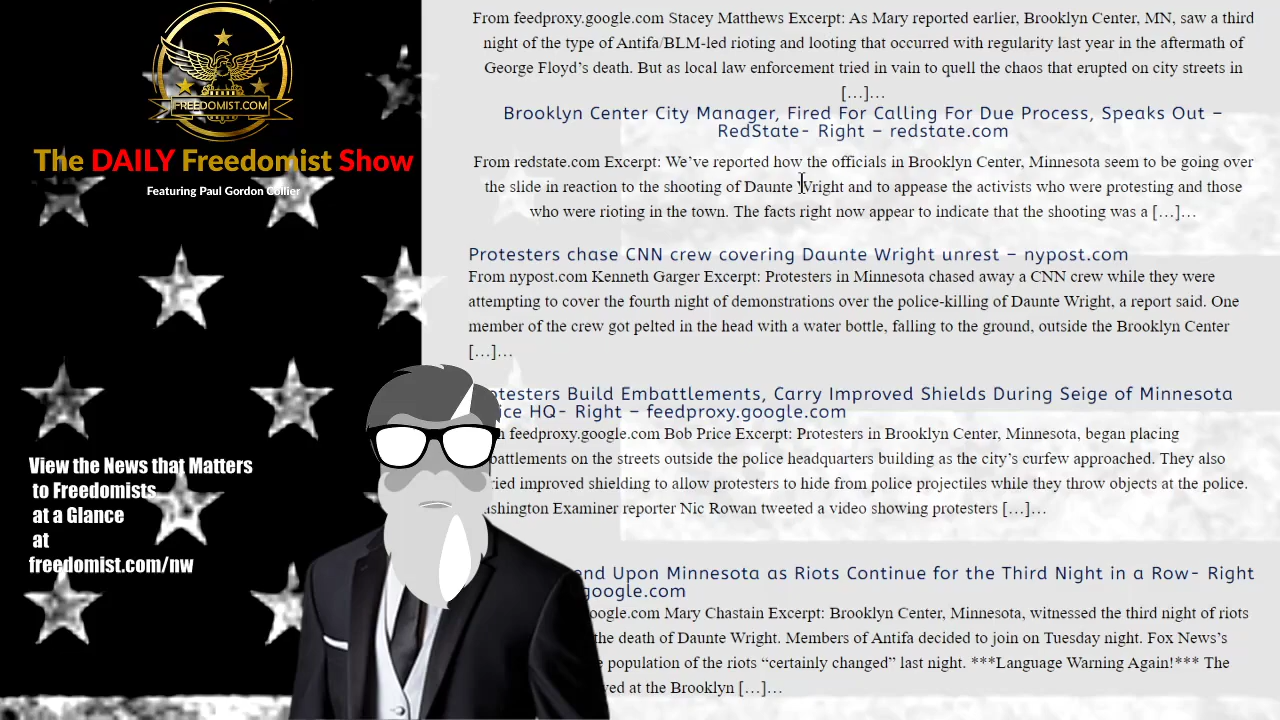 FREEDOMIST.COM
The DAILY Freedomist Show
Featuring Paul Gordon Collier
View the News that Matters
to Freedomists
at a Glance
at
freedomist.com/nw
From feedproxy.google.com Stacey Matthews Excerpt: As Mary reported earlier, Brooklyn Center, MN, saw a third
night of the type of Antifa/BLM-led rioting and looting that occurred with regularity last year in the aftermath of
George Floyd’s death. But as local law enforcement tried in vain to quell the chaos that erupted on city streets in
[…]…
Brooklyn Center City Manager, Fired For Calling For Due Process, Speaks Out –
RedState- Right – redstate.com
From redstate.com Excerpt: We’ve reported how the officials in Brooklyn Center, Minnesota seem to be going over
the slide in reaction to the shooting of Daunte Wright and to appease the activists who were protesting and those
who were rioting in the town. The facts right now appear to indicate that the shooting was a […]…
Protesters chase CNN crew covering Daunte Wright unrest – nypost.com
From nypost.com Kenneth Garger Excerpt: Protesters in Minnesota chased away a CNN crew while they were
attempting to cover the fourth night of demonstrations over the police-killing of Daunte Wright, a report said. One
member of the crew got pelted in the head with a water bottle, falling to the ground, outside the Brooklyn Center
[…]…
Build Embattlements, Carry Improved Shields During Seige of Minnesota
HQ- Right – feedproxy.google.com
feedproxy.google.com Bob Price Excerpt: Protesters in Brooklyn Center, Minnesota, began placing
on the streets outside the police headquarters building as the city’s curfew approached. They also
improved shielding to allow protesters to hide from police projectiles while they throw objects at the police.
Examiner reporter Nic Rowan tweeted a video showing protesters […]…
Upon Minnesota as Riots Continue for the Third Night in a Row- Right
google.com
Mary Chastain Excerpt: Brooklyn Center, Minnesota, witnessed the third night of riots
the death of Daunte Wright. Members of Antifa decided to join on Tuesday night. Fox News’s
population of the riots “certainly changed” last night. ***Language Warning Again!*** The
at the Brooklyn […]…